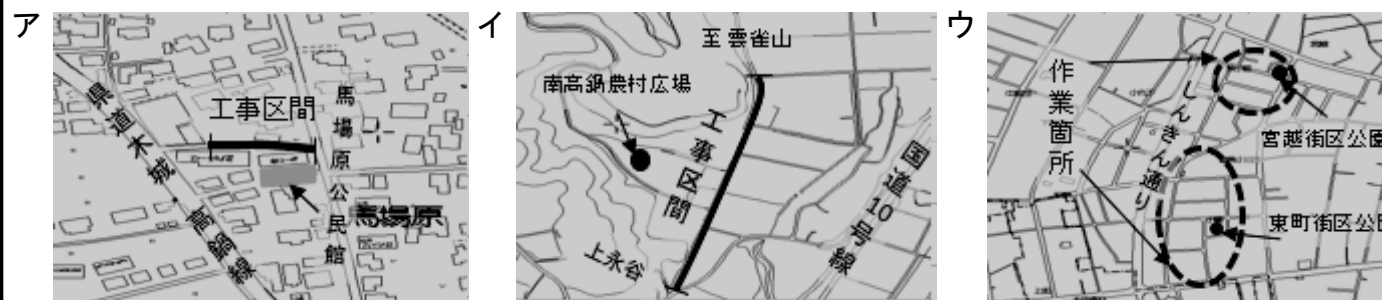 ア
県道木城・高鍋線
工事区間
馬場原公民館
馬場原
イ
至雲雀山
南高鍋農村広場
工事区間
国道10号線
上永谷
ウ
作業箇所
しんきん通り
宮越街区公園
東町街区公園